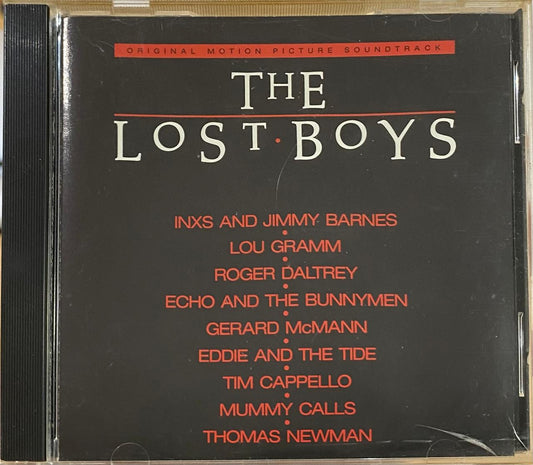 ORIGINAL MOTION PICTURE SOUNDTRACK
THE
LOST · BOYS
INXS AND JIMMY BARNES
LOU GRAMM
ROGER DALTREY
ECHO AND THE BUNNYMEN
GERARD McMANN
EDDIE AND THE TIDE
TIM CAPPELLO
MUMMY CALLS
THOMAS NEWMAN